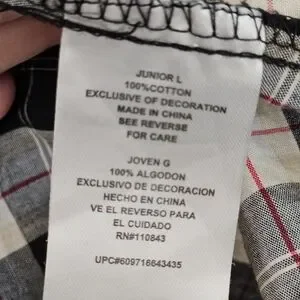 JUNIOR L
100%COTTON
EXCLUSIVE OF DECORATION
MADE IN CHINA
SEE REVERSE
FOR CARE
JOVEN G
100% ALGODON
EXCLUSIVO DE DECORACION
HECHO EN CHINA
VE EL REVERSO PARA
EL CUIDADO
RN#110843
UPC#609716643435